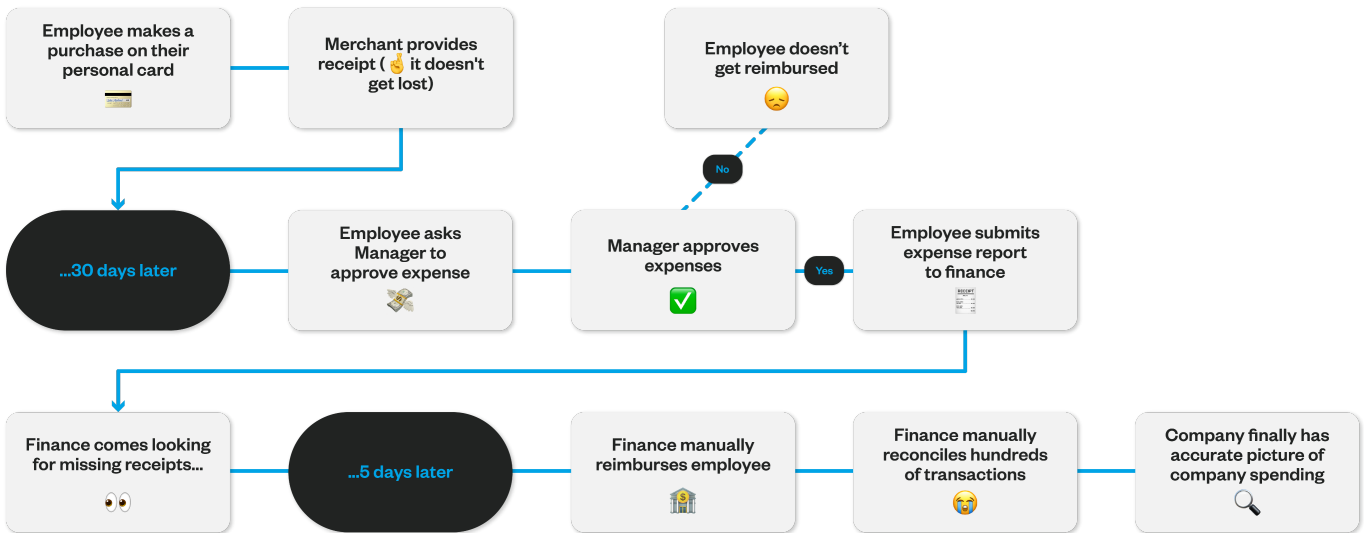 Employee makes a
purchase on their
personal card
Merchant provides
receipt (🤞 it doesn't
get lost)
Employee doesn’t
get reimbursed
No
...30 days later
Employee asks
Manager to
approve expense
Manager approves
expenses
Yes
Employee submits
expense report
to finance
RECEIPT
Finance comes looking
for missing receipts...
...5 days later
Finance manually
reimburses employee
Finance manually
reconciles hundreds
of transactions
Company finally has
accurate picture of
company spending